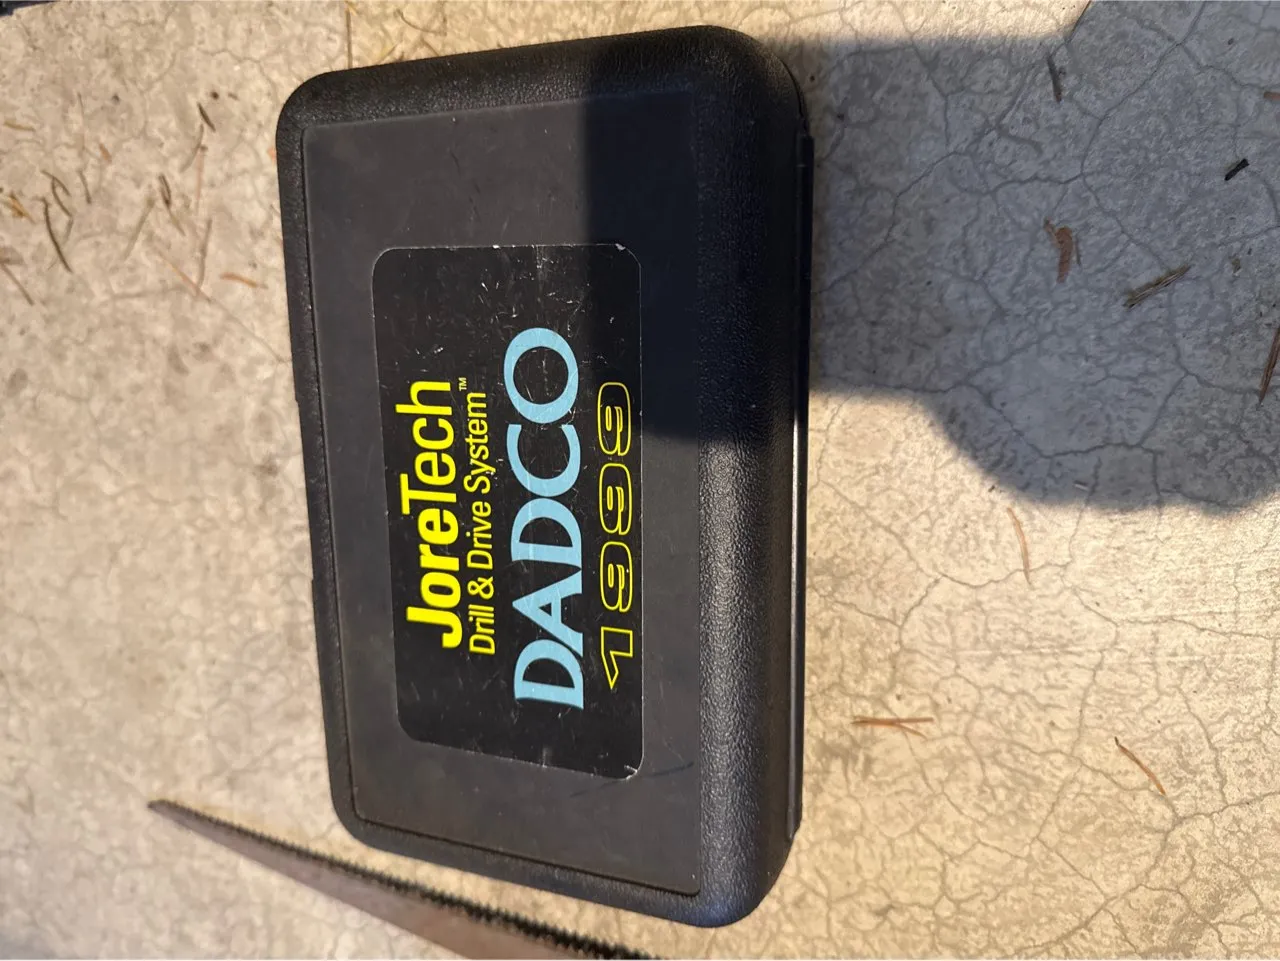 JoreTech
Drill & Drive System™
DADCO
1999